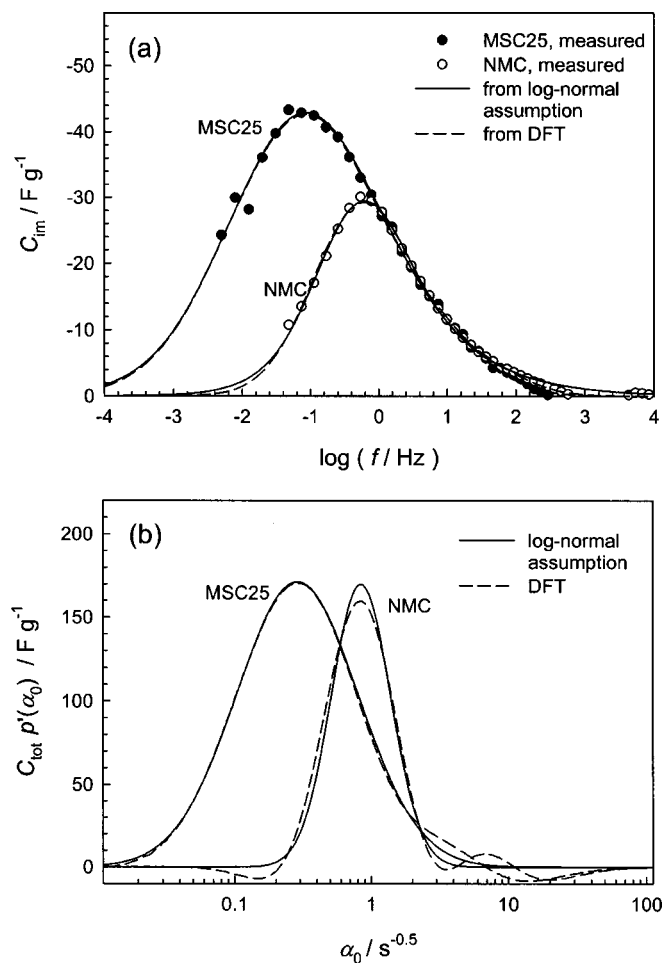 (a)
MSC25, measured
NMC, measured
from log-normal
assumption
from DFT
MSC25
NMC
-50
-40
-30
-20
-10
0
C_im / F g⁻¹
-4 -3 -2 -1 0 1 2 3 4
log ( f / Hz )
(b)
log-normal
assumption
DFT
MSC25
NMC
200
150
100
50
0
C_tot p'(α₀) / F g⁻¹
0.1 1 10 100
α₀ / s⁻⁰·⁵